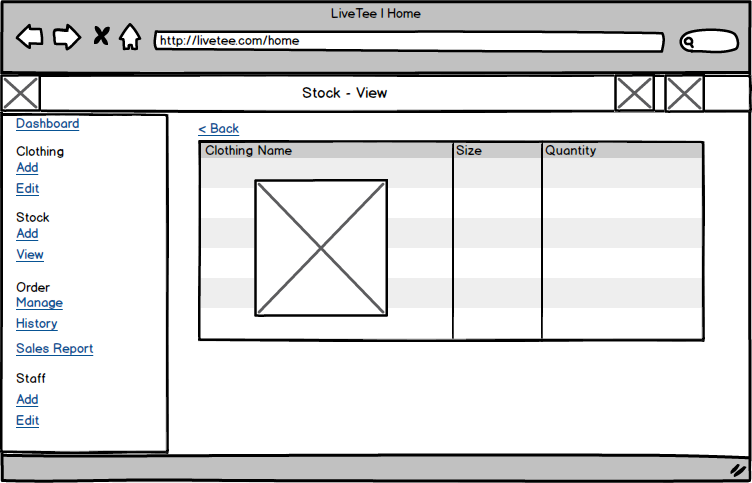 LiveTee | Home
http://livetee.com/home
Stock - View
Dashboard
Clothing
Add
Edit
Stock
Add
View
Order
Manage
History
Sales Report
Staff
Add
Edit
< Back
Clothing Name Size Quantity